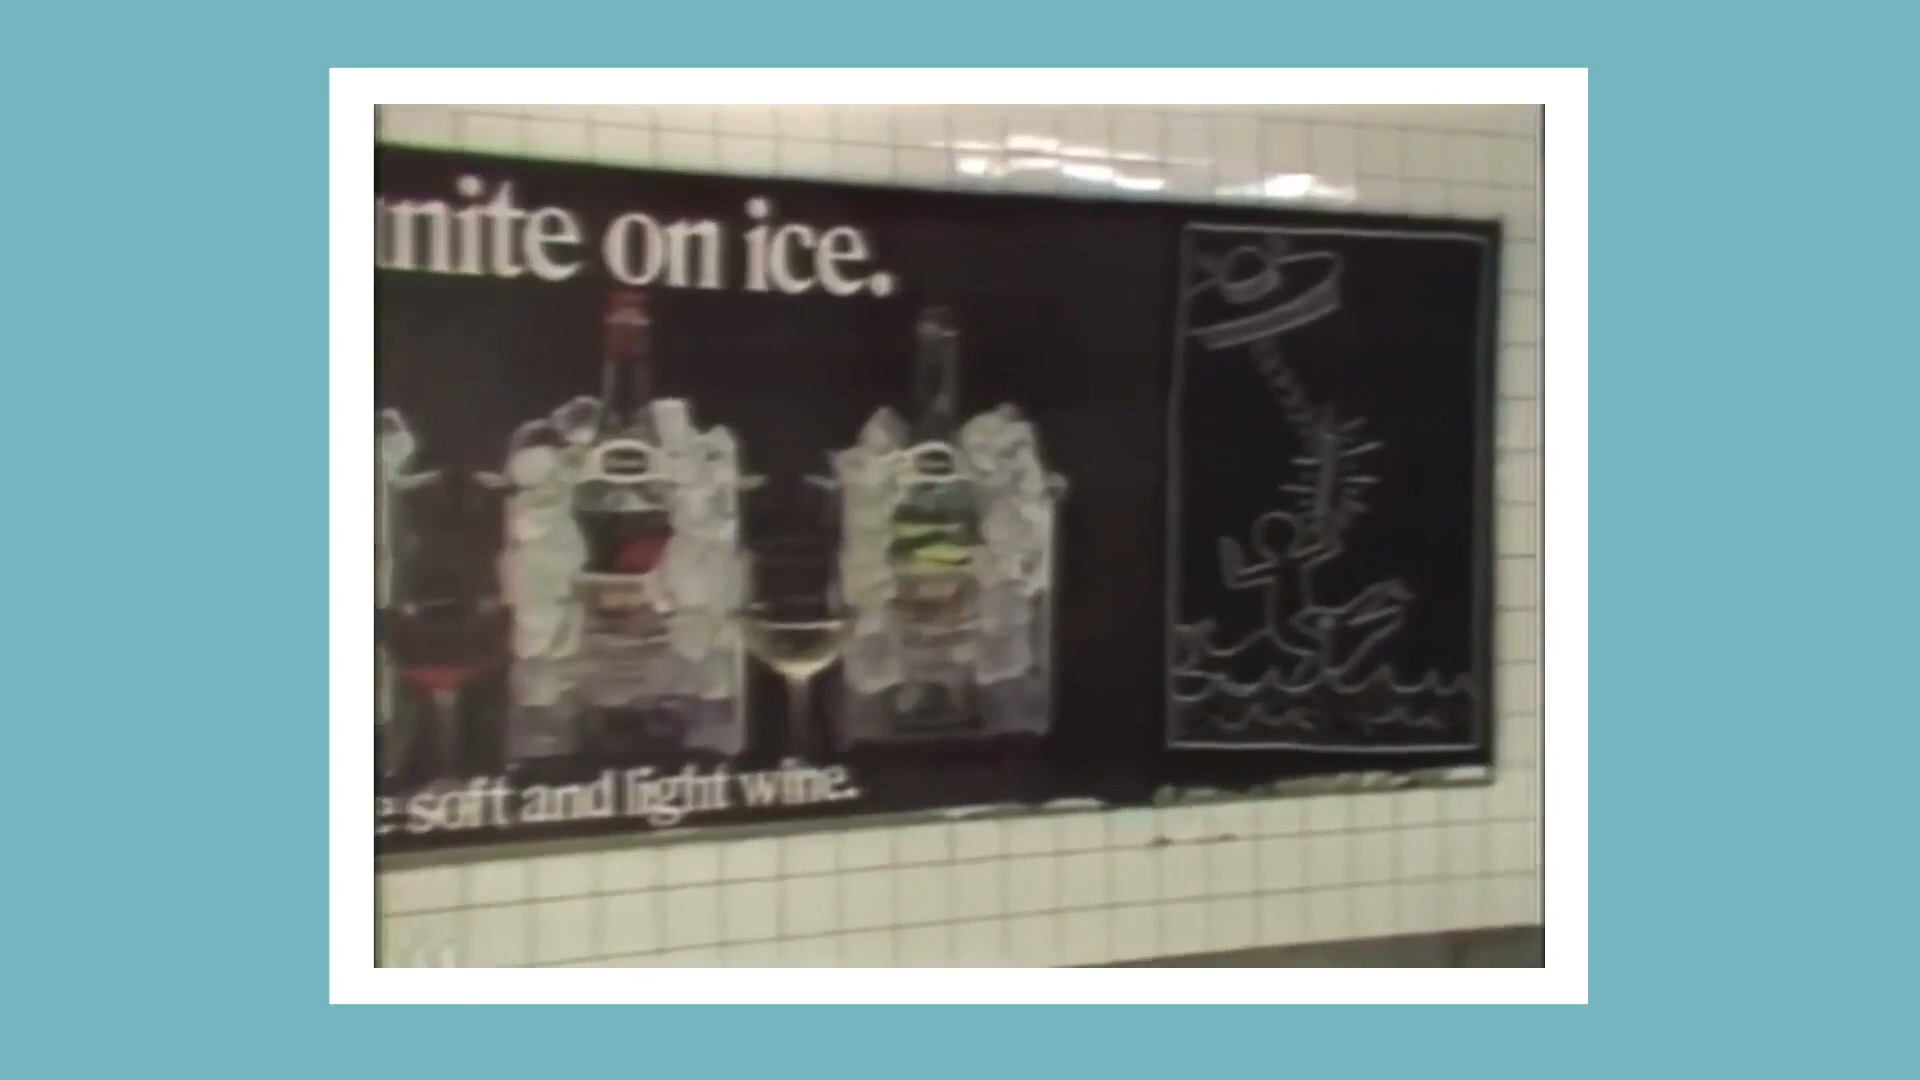 nite on ice.
e soft and light wine.